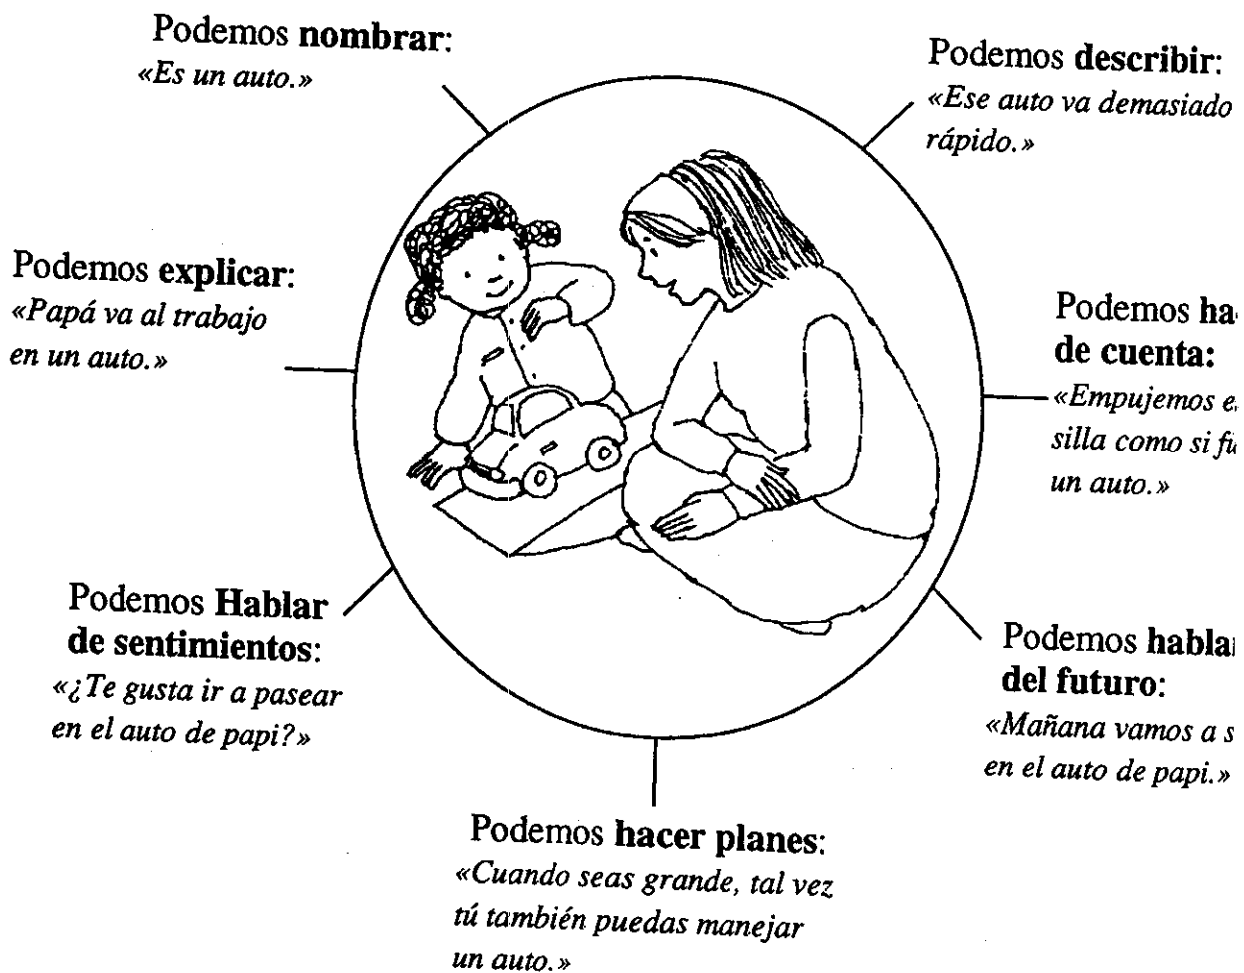 Podemos nombrar:
«Es un auto.»
Podemos describir:
«Ese auto va demasiado
rápido.»
Podemos explicar:
«Papá va al trabajo
en un auto.»
Podemos
de cuenta:
«Empujemos
silla como si
un auto.»
Podemos Hablar
de sentimientos:
«¿Te gusta ir a pasear
en el auto de papi?»
Podemos
del futuro:
«Mañana vamos a
en el auto de papi.»
Podemos hacer planes:
«Cuando seas grande, tal vez
tú también puedas manejar
un auto.»